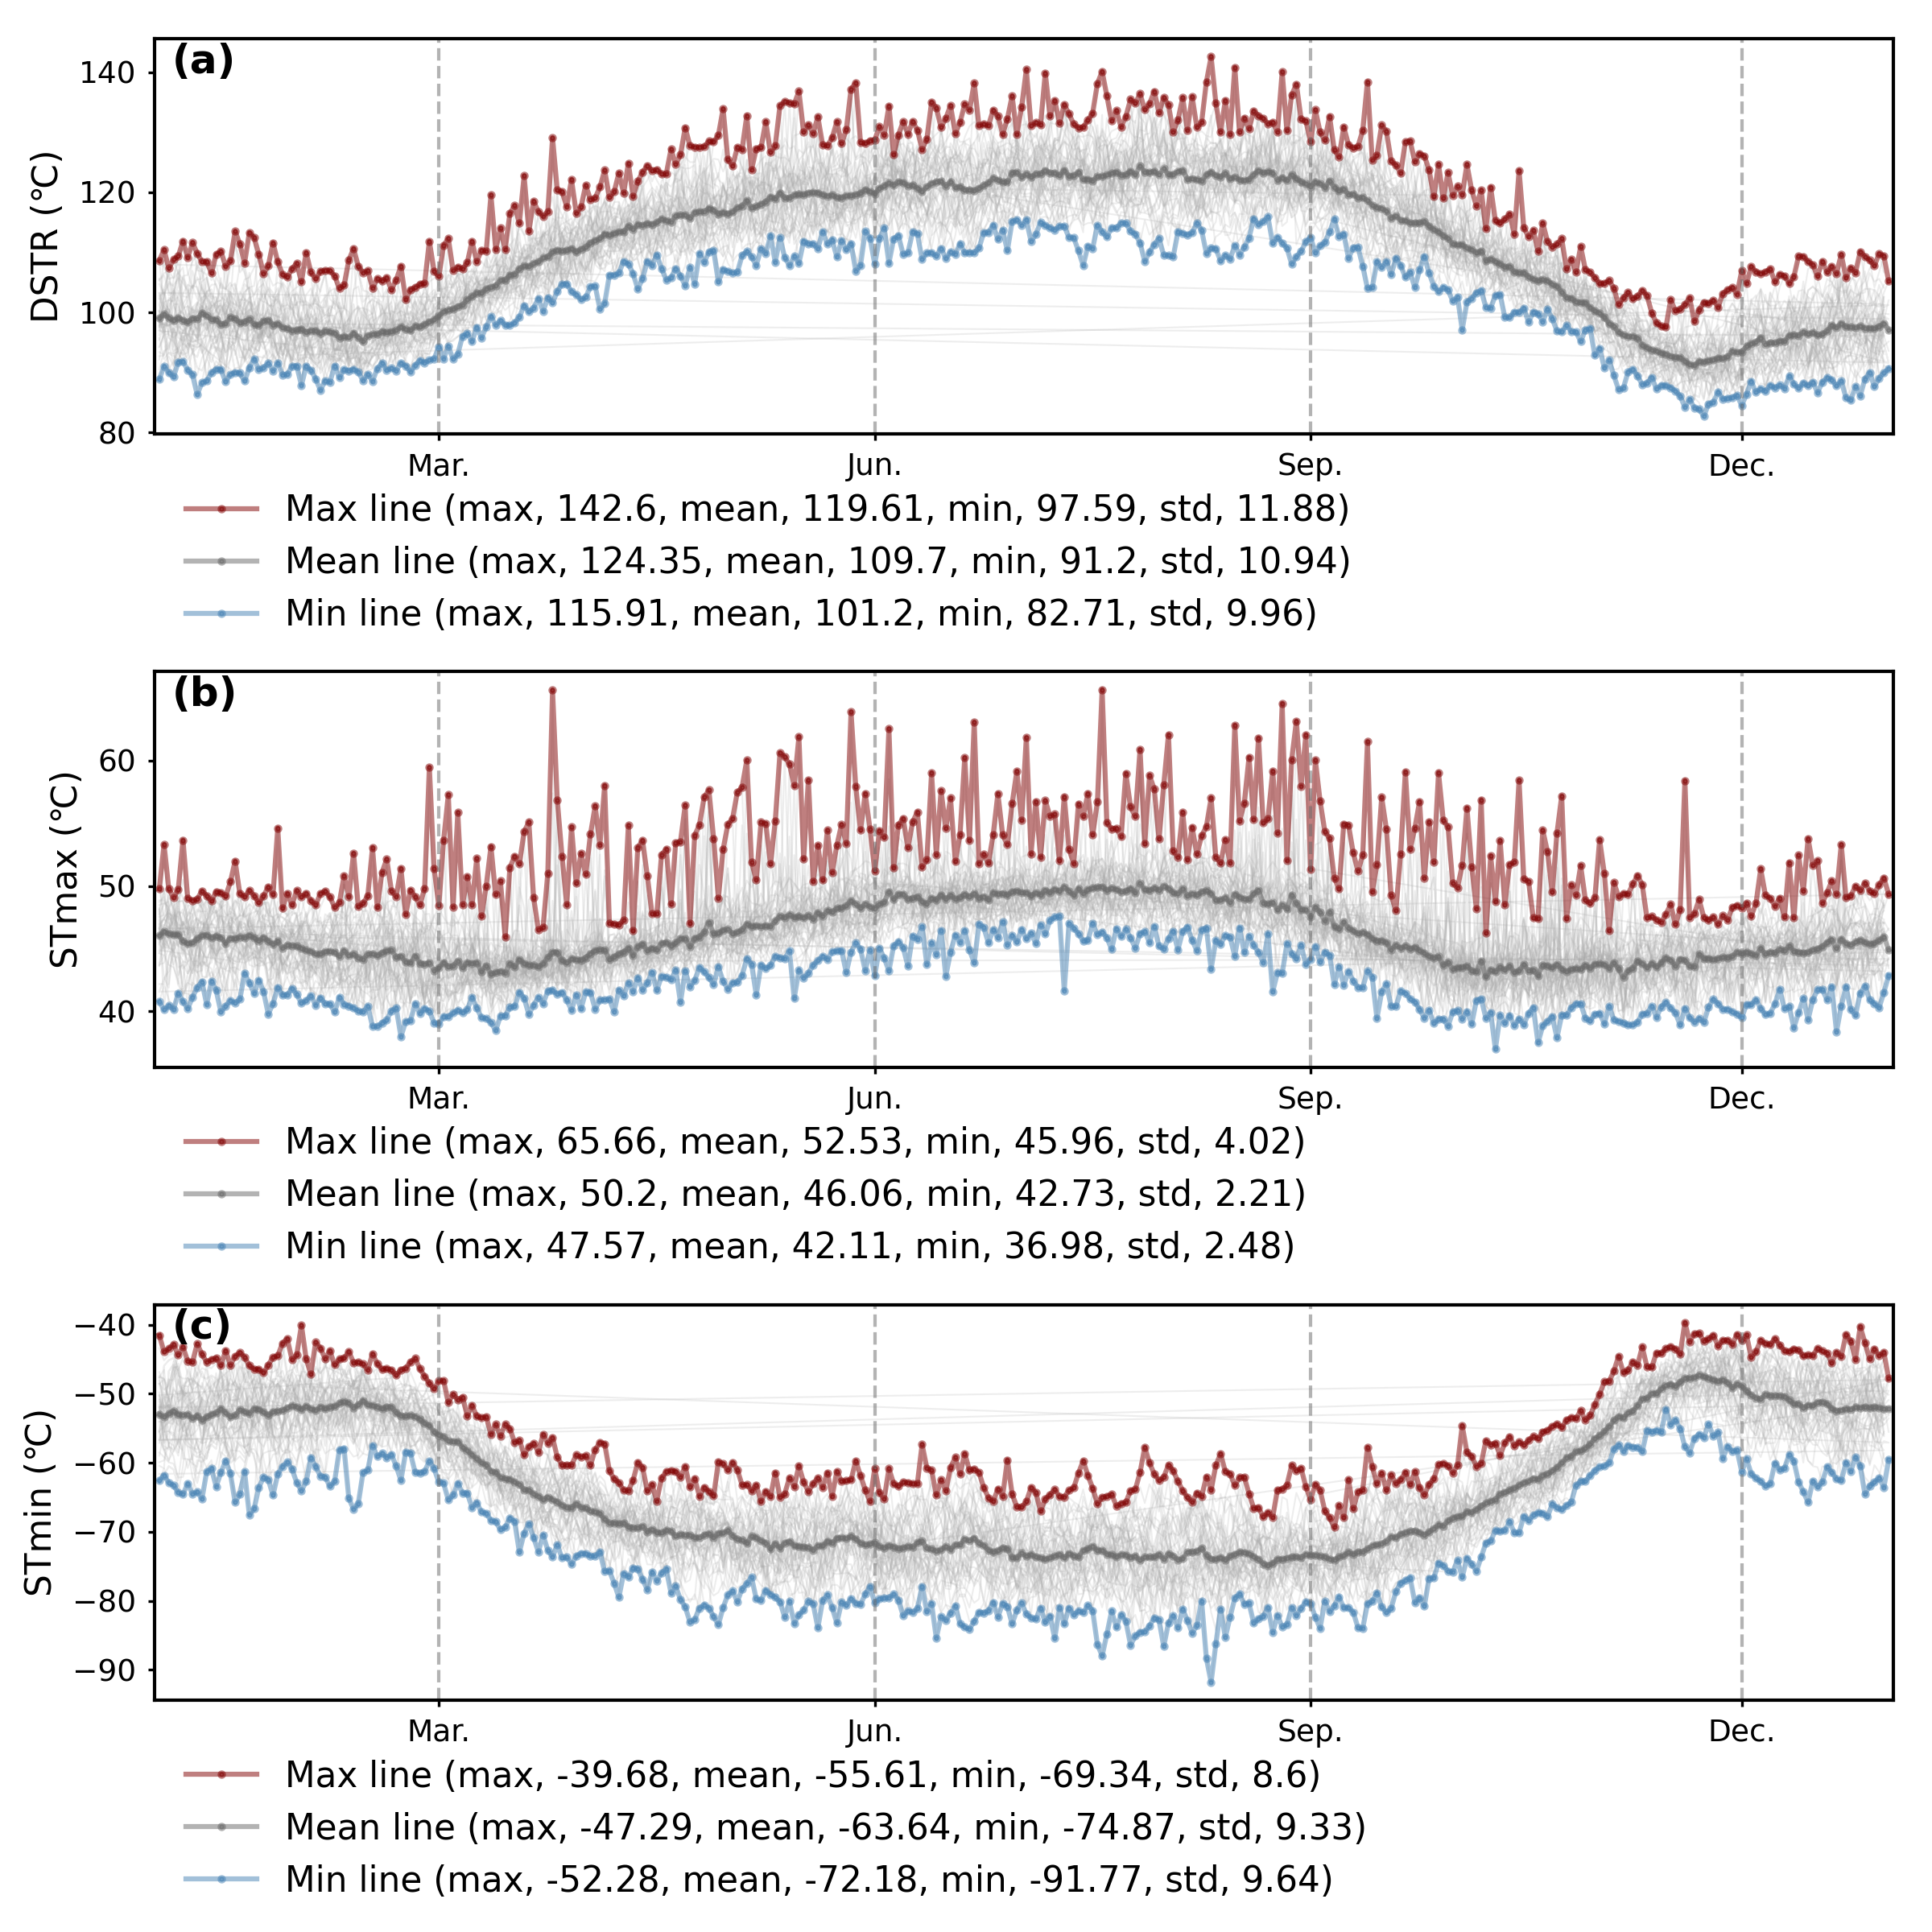 (a)
DSTR (°C)
140
120
100
80
Mar. Jun. Sep. Dec.
Max line (max, 142.6, mean, 119.61, min, 97.59, std, 11.88)
Mean line (max, 124.35, mean, 109.7, min, 91.2, std, 10.94)
Min line (max, 115.91, mean, 101.2, min, 82.71, std, 9.96)
(b)
STmax (°C)
60
50
40
Mar. Jun. Sep. Dec.
Max line (max, 65.66, mean, 52.53, min, 45.96, std, 4.02)
Mean line (max, 50.2, mean, 46.06, min, 42.73, std, 2.21)
Min line (max, 47.57, mean, 42.11, min, 36.98, std, 2.48)
(c)
STmin (°C)
−40
−50
−60
−70
−80
−90
Mar. Jun. Sep. Dec.
Max line (max, -39.68, mean, -55.61, min, -69.34, std, 8.6)
Mean line (max, -47.29, mean, -63.64, min, -74.87, std, 9.33)
Min line (max, -52.28, mean, -72.18, min, -91.77, std, 9.64)